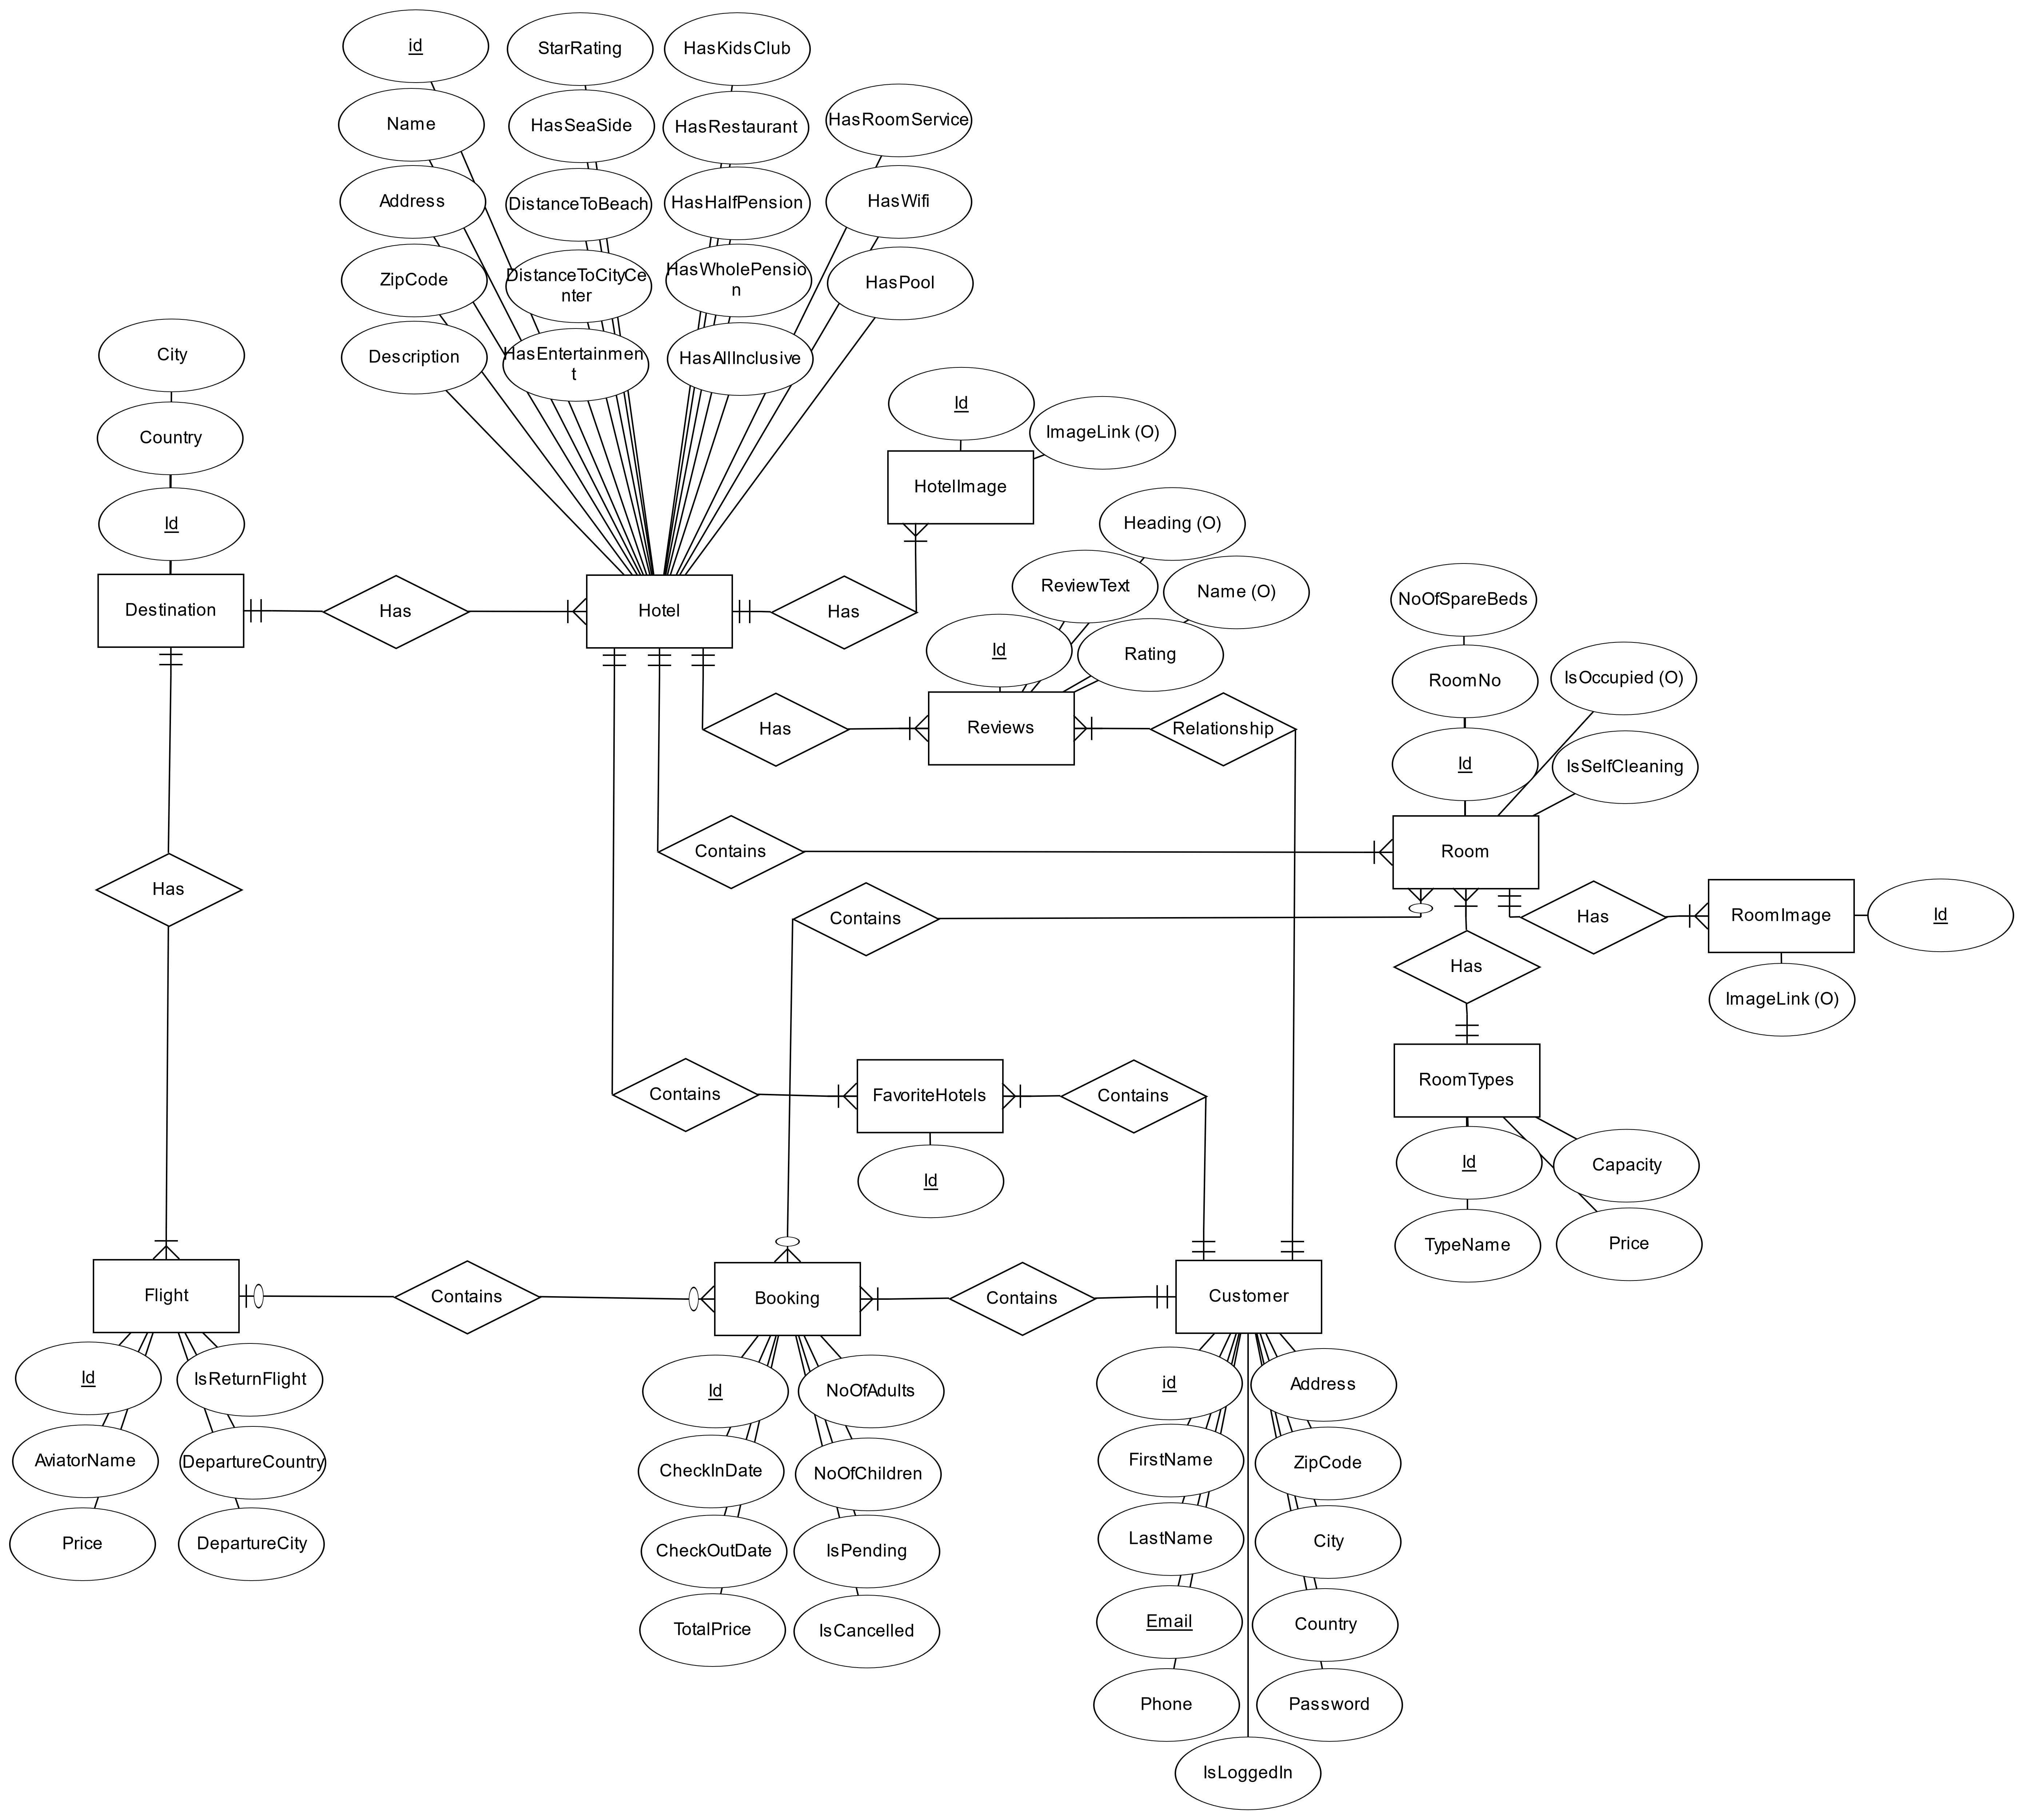 id
StarRating
HasKidsClub
Name
HasSeaSide
HasRestaurant
HasRoomService
Address
DistanceToBeach
HasHalfPension
HasWifi
ZipCode
DistanceToCityCe
nter
HasWholePensio
n
HasPool
Description
HasEntertainmen
t
HasAllInclusive
City
Country
Id
Id
ImageLink (O)
HotelImage
Heading (O)
ReviewText
Name (O)
Id
Rating
NoOfSpareBeds
RoomNo
IsOccupied (O)
Id
IsSelfCleaning
Destination
Has
Hotel
Has
Has
Reviews
Relationship
Contains
Room
Has
Contains
Has
RoomImage
Id
Has
ImageLink (O)
RoomTypes
Contains
FavoriteHotels
Contains
Id
Id
Capacity
TypeName
Price
Flight
Contains
Booking
Contains
Customer
Id
IsReturnFlight
AviatorName
DepartureCountry
Price
DepartureCity
Id
NoOfAdults
CheckInDate
NoOfChildren
CheckOutDate
IsPending
TotalPrice
IsCancelled
id
Address
FirstName
ZipCode
LastName
City
Email
Country
Phone
Password
IsLoggedIn